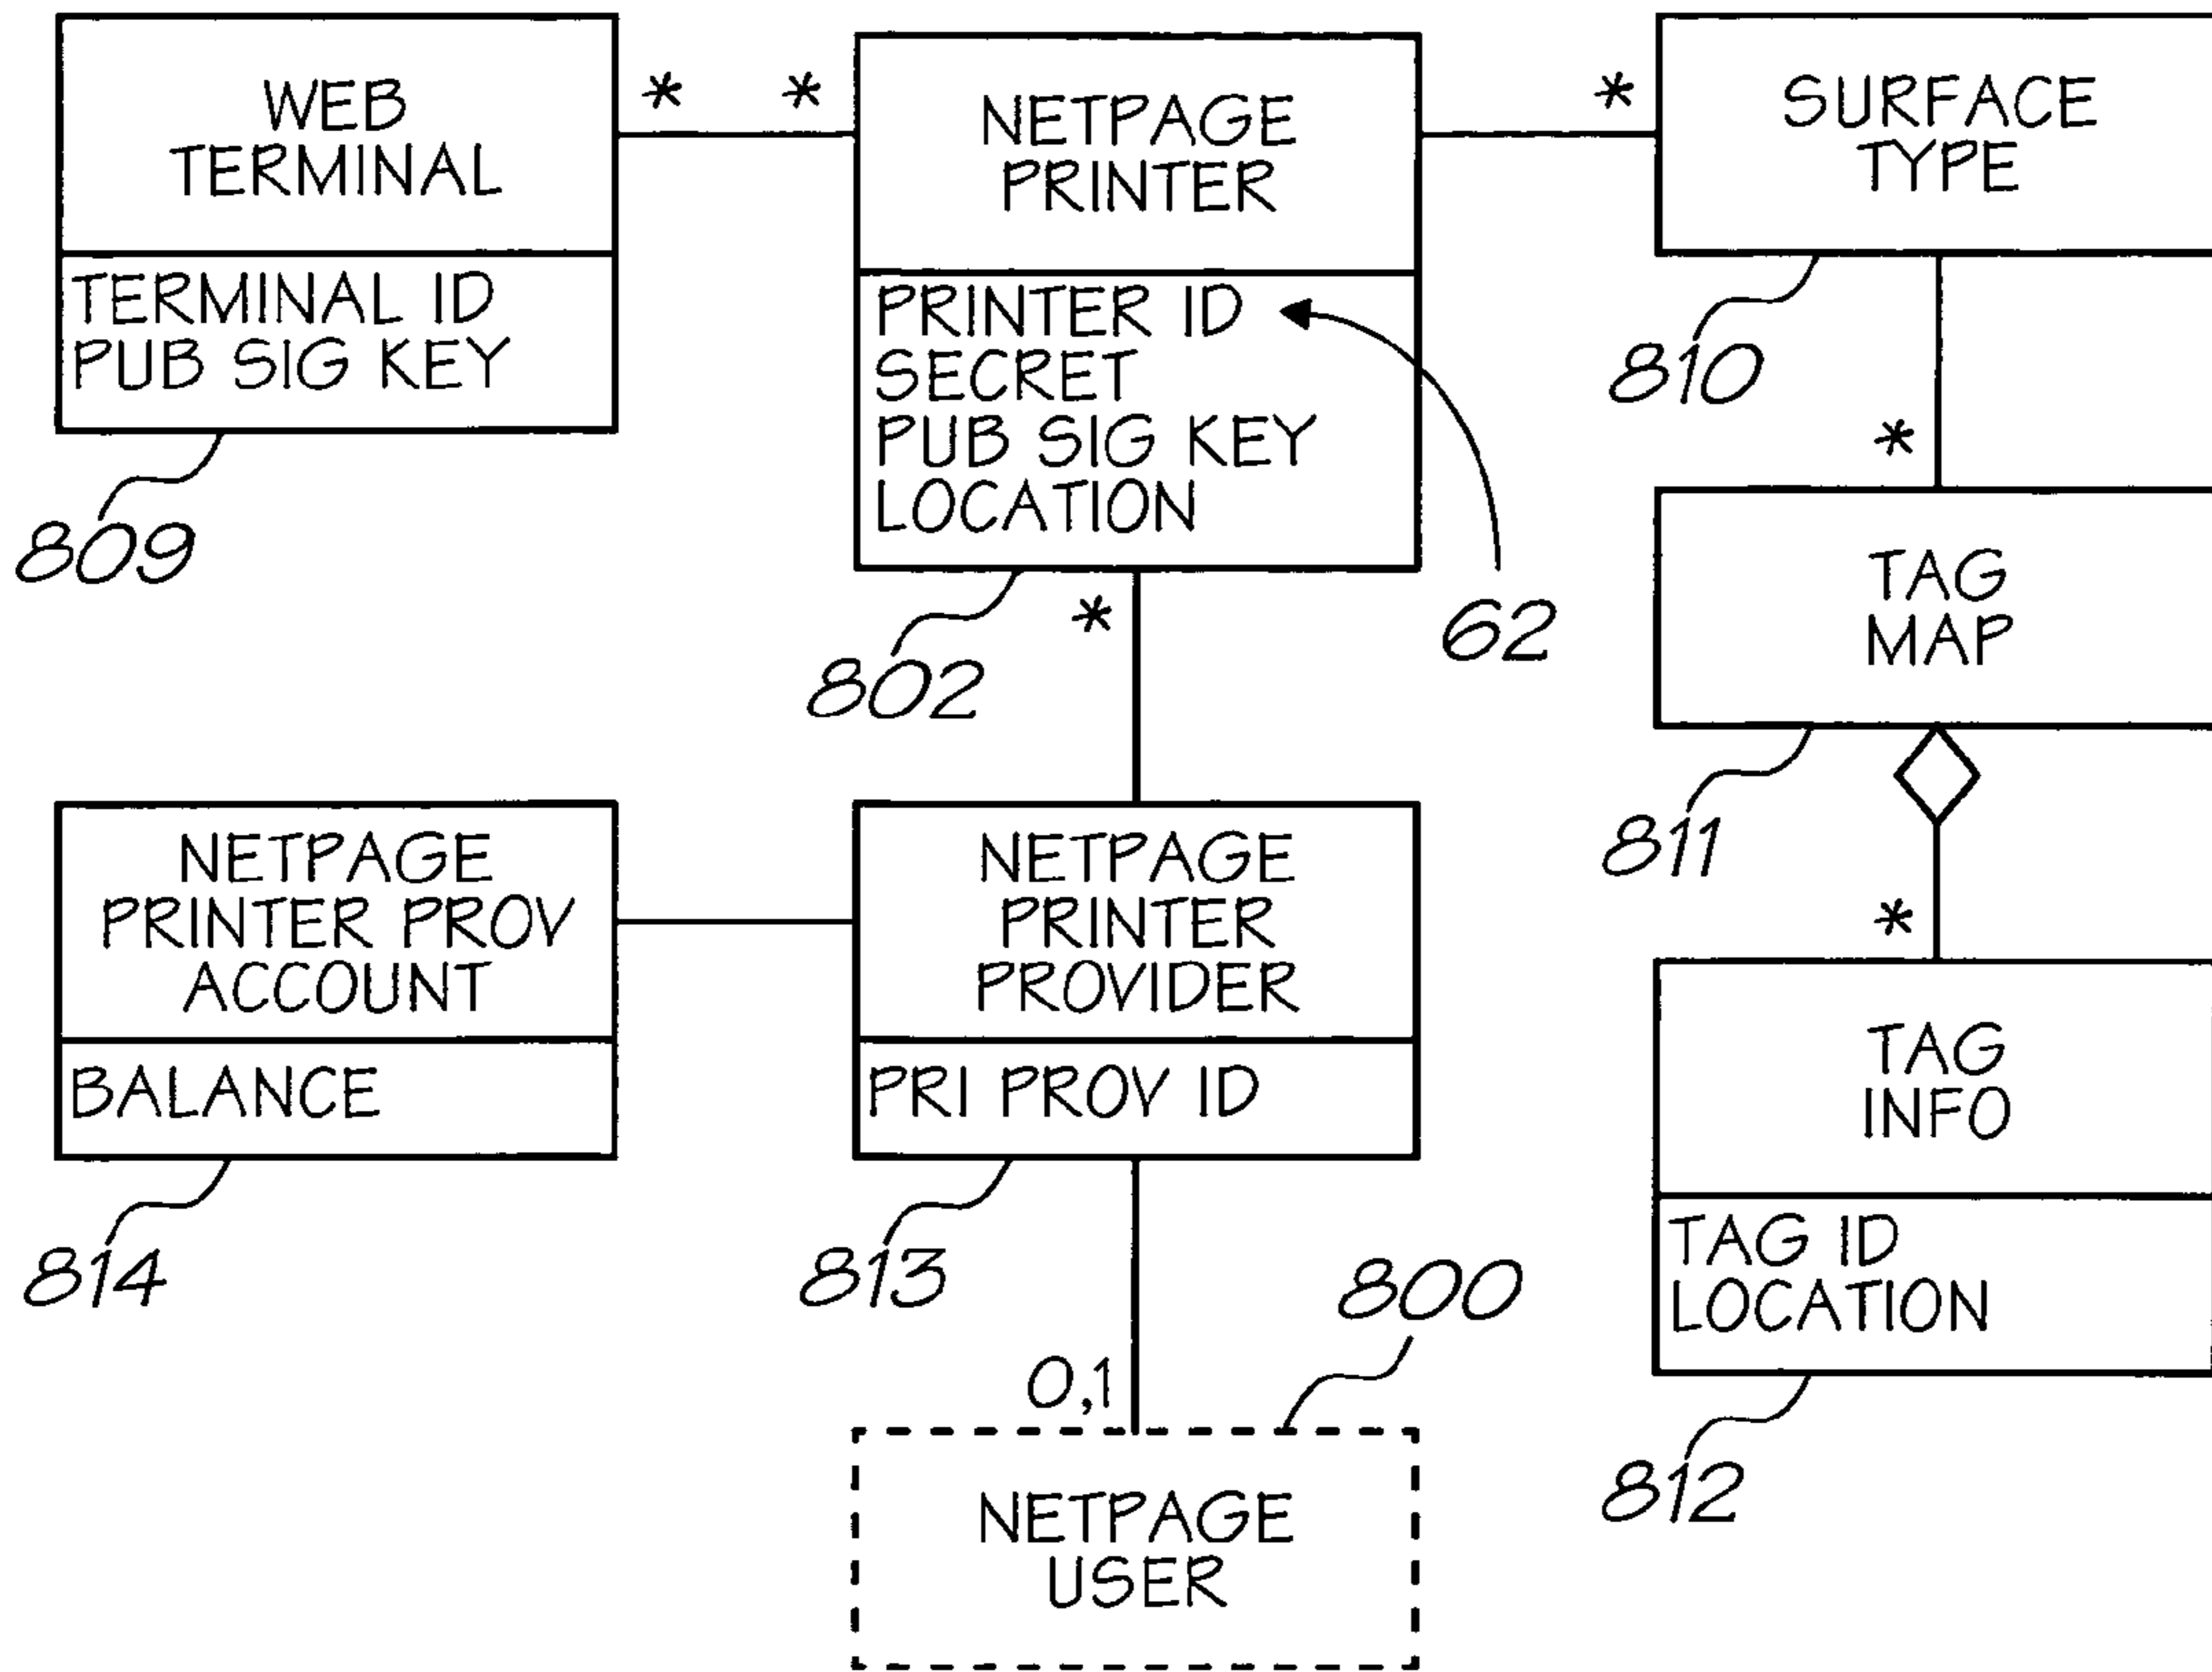 WEB
TERMINAL
TERMINAL ID
PUB SIG KEY
809
*
*
NETPAGE
PRINTER
PRINTER ID
SECRET
PUB SIG KEY
LOCATION
802
62
*
*
SURFACE
TYPE
810
*
TAG
MAP
811
*
NETPAGE
PRINTER PROV
ACCOUNT
BALANCE
814
NETPAGE
PRINTER
PROVIDER
PRI PROV ID
813
TAG
INFO
TAG ID
LOCATION
812
0,1
800
NETPAGE
USER